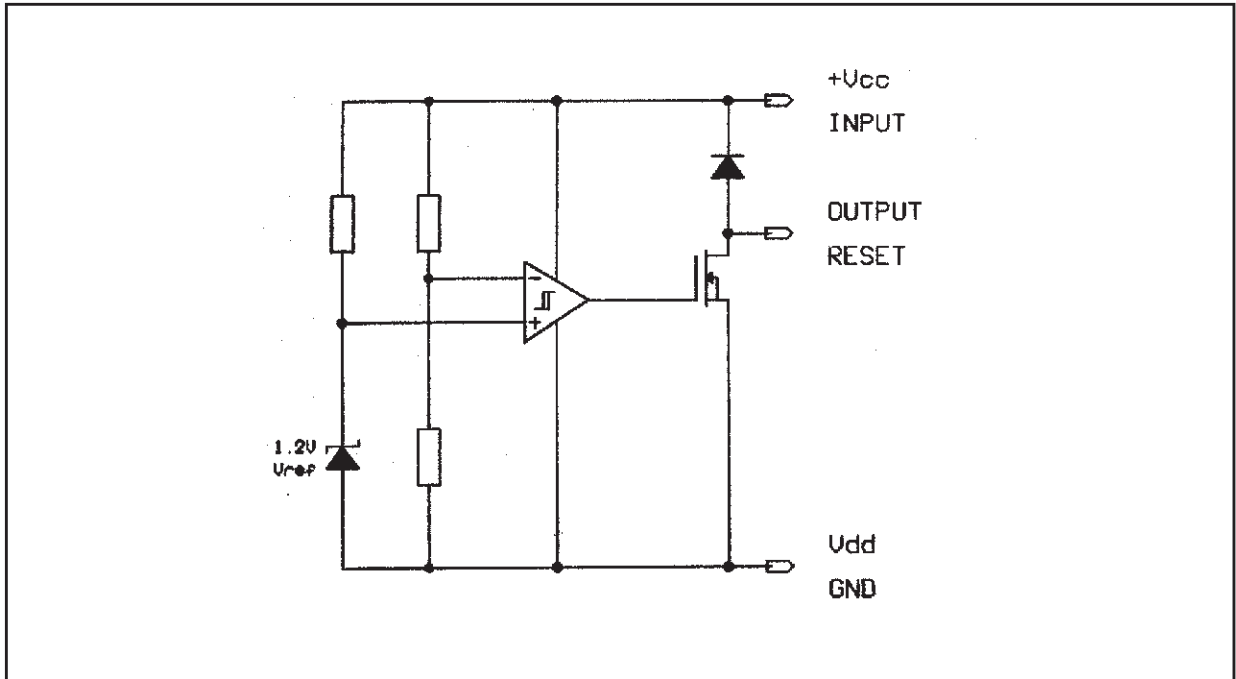 +Vcc
INPUT
OUTPUT
RESET
-
+
1.2V
Vref
Vdd
GND